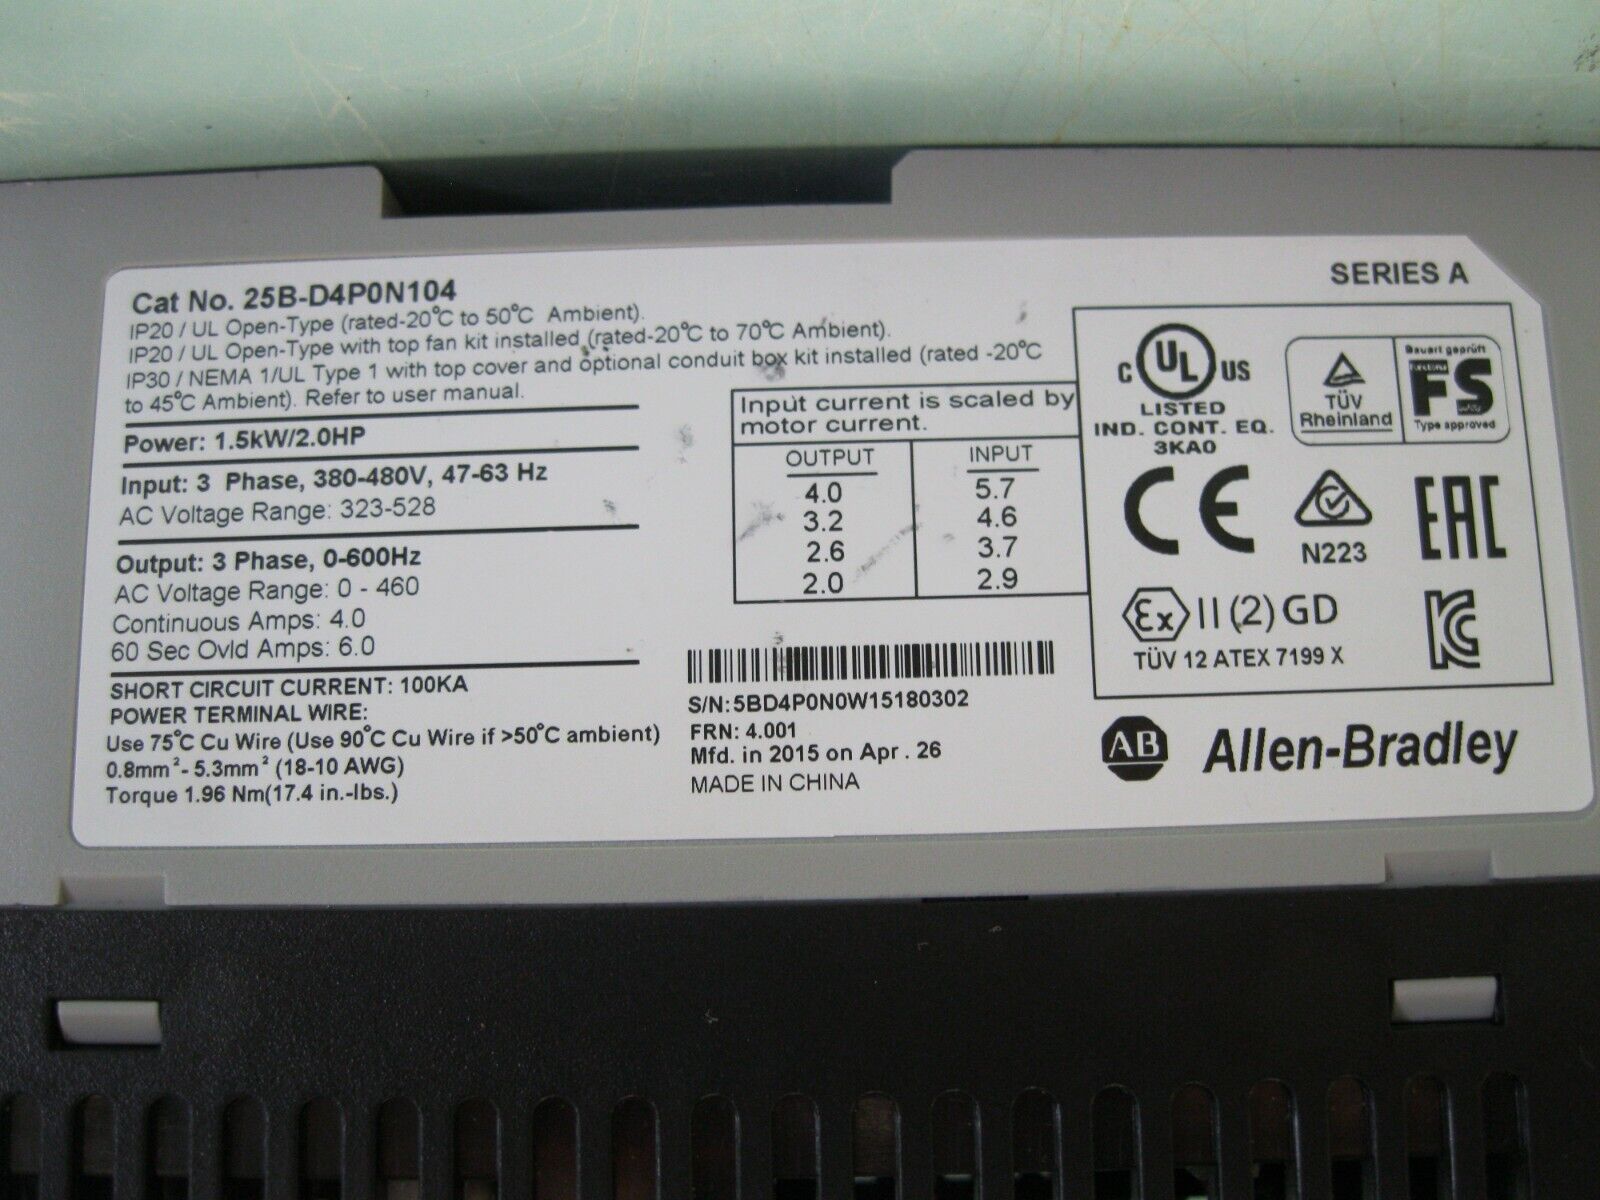 SERIES A
Cat No. 25B-D4P0N104
IP20 / UL Open-Type (rated-20°C to 50°C Ambient).
IP20 / UL Open-Type with top fan kit installed (rated-20°C to 70°C Ambient).
IP30 / NEMA 1/UL Type 1 with top cover and optional conduit box kit installed (rated -20°C
to 45°C Ambient). Refer to user manual.
Power: 1.5kW/2.0HP
Input: 3 Phase, 380-480V, 47-63 Hz
AC Voltage Range: 323-528
Output: 3 Phase, 0-600Hz
AC Voltage Range: 0 - 460
Continuous Amps: 4.0
60 Sec Ovld Amps: 6.0
SHORT CIRCUIT CURRENT: 100KA
POWER TERMINAL WIRE:
Use 75°C Cu Wire (Use 90°C Cu Wire if >50°C ambient)
0.8mm²- 5.3mm² (18-10 AWG)
Torque 1.96 Nm(17.4 in.-lbs.)
Input current is scaled by
motor current.
OUTPUT INPUT
4.0 5.7
3.2 4.6
2.6 3.7
2.0 2.9
S/N:5BD4P0N0W15180302
FRN: 4.001
Mfd. in 2015 on Apr . 26
MADE IN CHINA
C UL US
LISTED
IND. CONT. EQ.
3KA0
TÜV
Rheinland
Bauart geprüft
Functional
FS
Safety
Type approved
CE
N223
EAC
Ex II (2) GD
TÜV 12 ATEX 7199 X
KC
AB Allen-Bradley